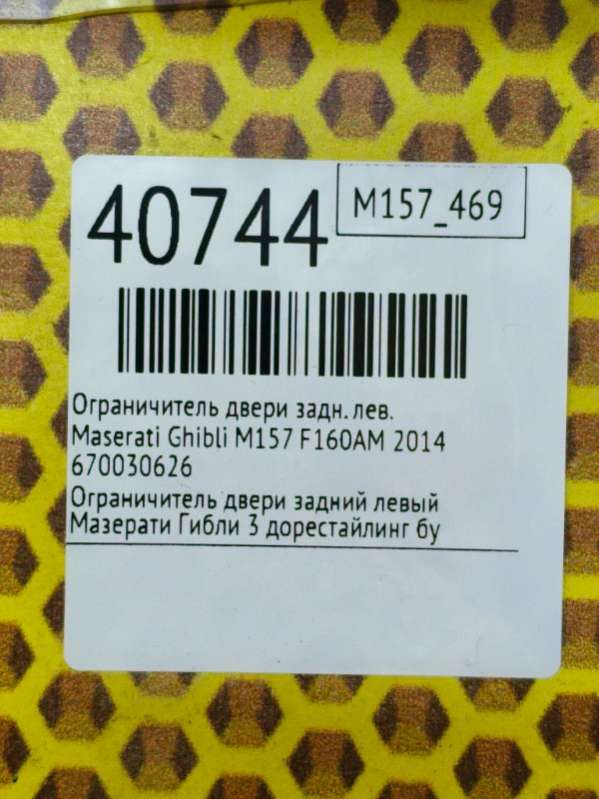 40744
M157_469
Ограничитель двери задн. лев.
Maserati Ghibli M157 F160AM 2014
670030626
Ограничитель двери задний левый
Мазерати Гибли 3 дорестайлинг бу